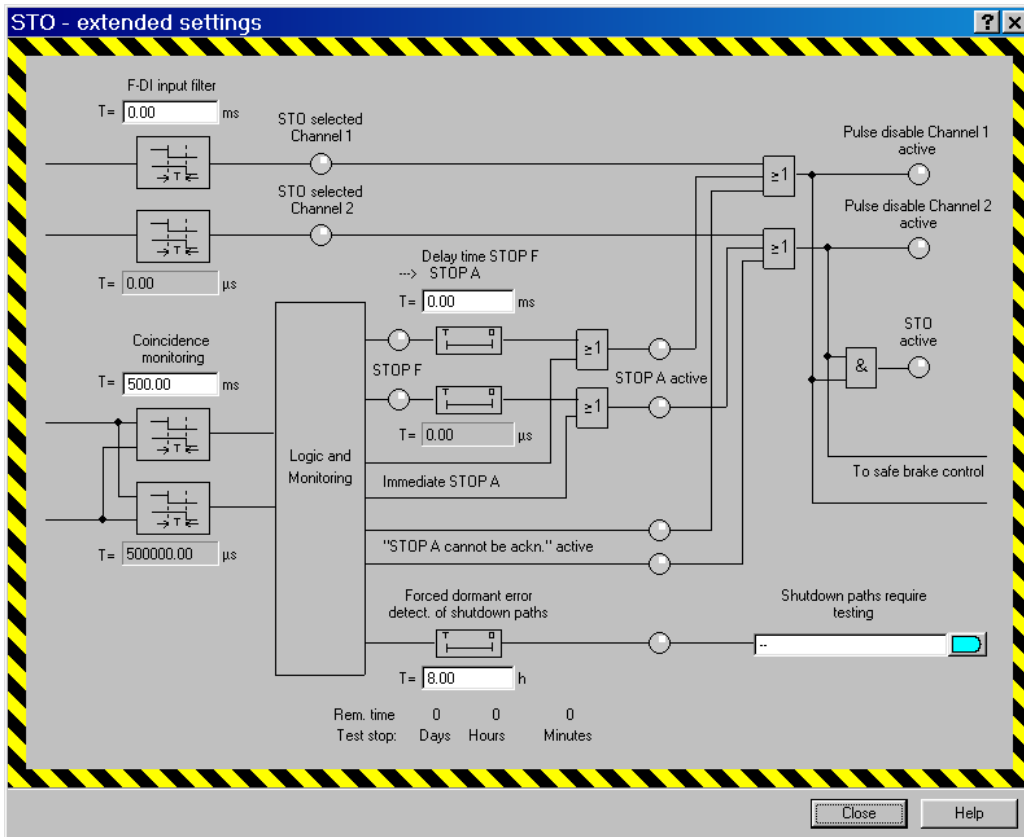 STO - extended settings
F-DI input filter
T= 0.00 ms
STO selected
Channel 1
Pulse disable Channel 1
active
≥1
STO selected
Channel 2
Pulse disable Channel 2
active
≥1
T
T
T= 0.00 µs
Delay time STOP F
---> STOP A
T= 0.00 ms
Coincidence
monitoring
T= 500.00 ms
T 0
≥1
STO
active
&
STOP F
STOP A active
T 0
≥1
T= 0.00 µs
T
T
T= 500000.00 µs
Logic and
Monitoring
To safe brake control
Immediate STOP A
"STOP A cannot be ackn." active
Forced dormant error
detect. of shutdown paths
Shutdown paths require
testing
T 0
--
T= 8.00 h
Rem. time 0 0 0
Test stop: Days Hours Minutes
Close
Help